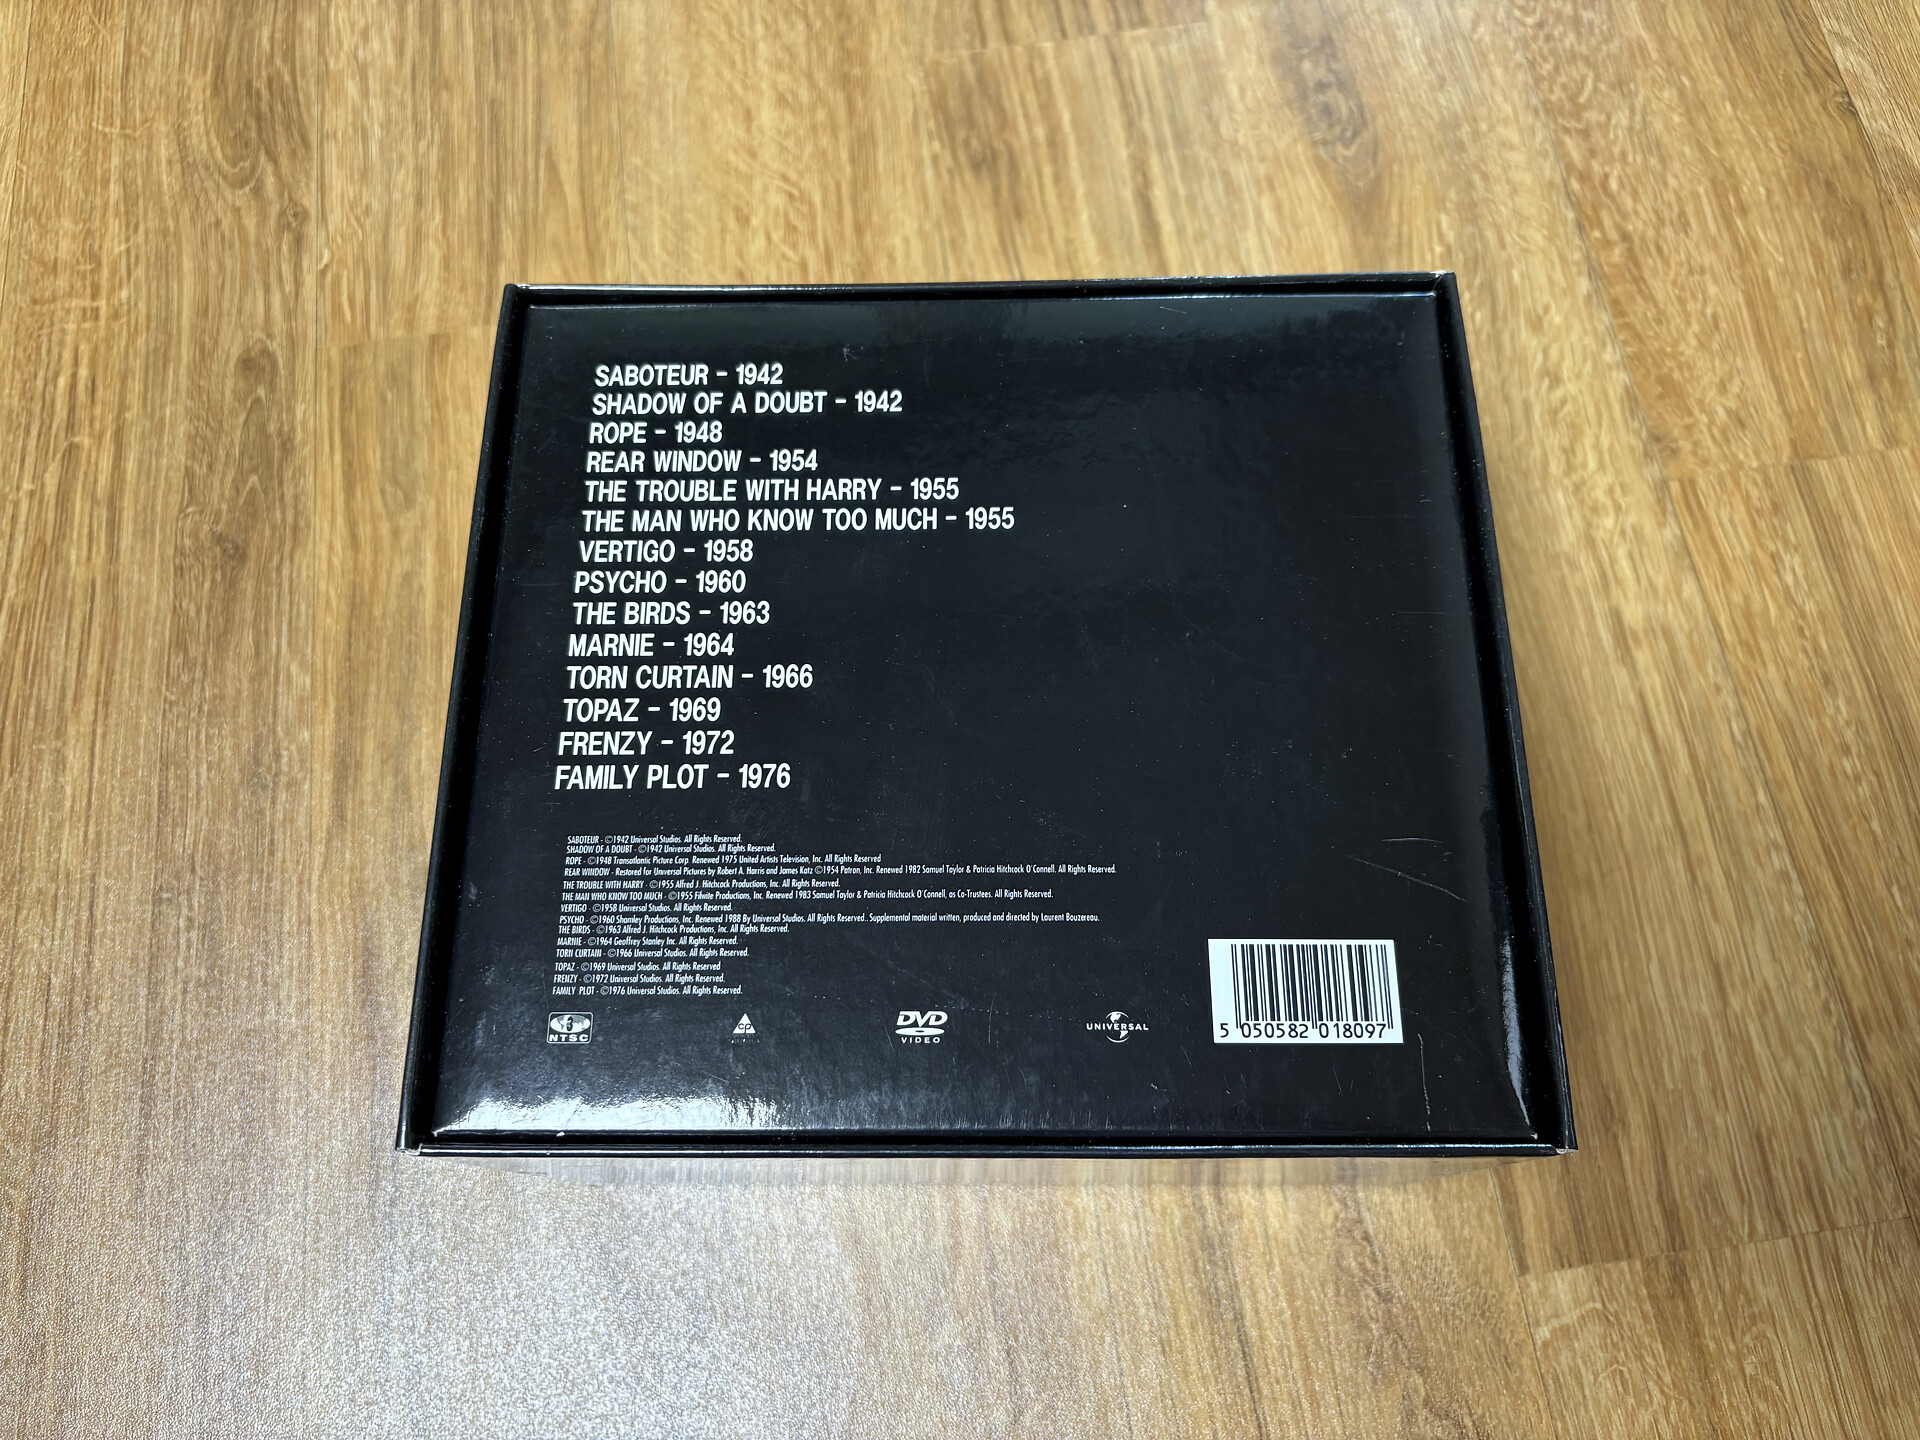 SABOTEUR - 1942
SHADOW OF A DOUBT - 1942
ROPE - 1948
REAR WINDOW - 1954
THE TROUBLE WITH HARRY - 1955
THE MAN WHO KNOW TOO MUCH - 1955
VERTIGO - 1958
PSYCHO - 1960
THE BIRDS - 1963
MARNIE - 1964
TORN CURTAIN - 1966
TOPAZ - 1969
FRENZY - 1972
FAMILY PLOT - 1976
SABOTEUR - ©1942 Universal Studios. All Rights Reserved.
SHADOW OF A DOUBT - ©1942 Universal Studios. All Rights Reserved.
ROPE - ©1948 Transatlantic Picture Corp. Renewed 1975 United Artists Television, Inc. All Rights Reserved
REAR WINDOW - Restored for Universal Pictures by Robert A. Harris and James Katz ©1954 Patron, Inc. Renewed 1982 Samuel Taylor & Patricia Hitchcock O'Connell. All Rights Reserved.
THE TROUBLE WITH HARRY - ©1955 Alfred J. Hitchcock Productions, Inc. All Rights Reserved.
THE MAN WHO KNOW TOO MUCH - ©1955 Filwite Productions, Inc. Renewed 1983 Samuel Taylor & Patricia Hitchcock O'Connell, as Co-Trustees. All Rights Reserved.
VERTIGO - ©1958 Universal Studios. All Rights Reserved.
PSYCHO - ©1960 Shamley Productions, Inc. Renewed 1988 By Universal Studios. All Rights Reserved.. Supplemental material written, produced and directed by Laurent Bouzereau.
THE BIRDS - ©1963 Alfred J. Hitchcock Productions, Inc. All Rights Reserved.
MARNIE - ©1964 Geoffrey Stanley Inc. All Rights Reserved.
TORN CURTAIN - ©1966 Universal Studios. All Rights Reserved.
TOPAZ - ©1969 Universal Studios. All Rights Reserved
FRENZY - ©1972 Universal Studios. All Rights Reserved.
FAMILY PLOT - ©1976 Universal Studios. All Rights Reserved.
NTSC
CP
DVD
VIDEO
UNIVERSAL
5 050582 018097